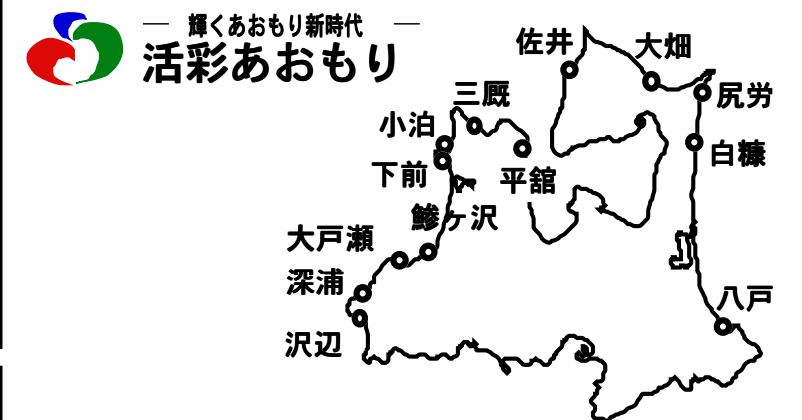 輝くあおもり新時代
活彩あおもり
佐井
大畑
三厩
尻労
小泊
白糠
下前
平舘
鰺ヶ沢
大戸瀬
深浦
八戸
沢辺